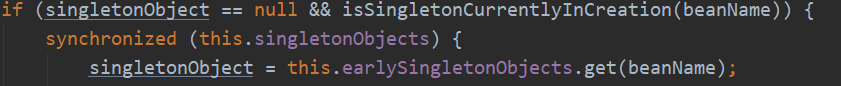 if (singletonObject == null && isSingletonCurrentlyInCreation(beanName)) {
synchronized (this.singletonObjects) {
singletonObject = this.earlySingletonObjects.get(beanName);